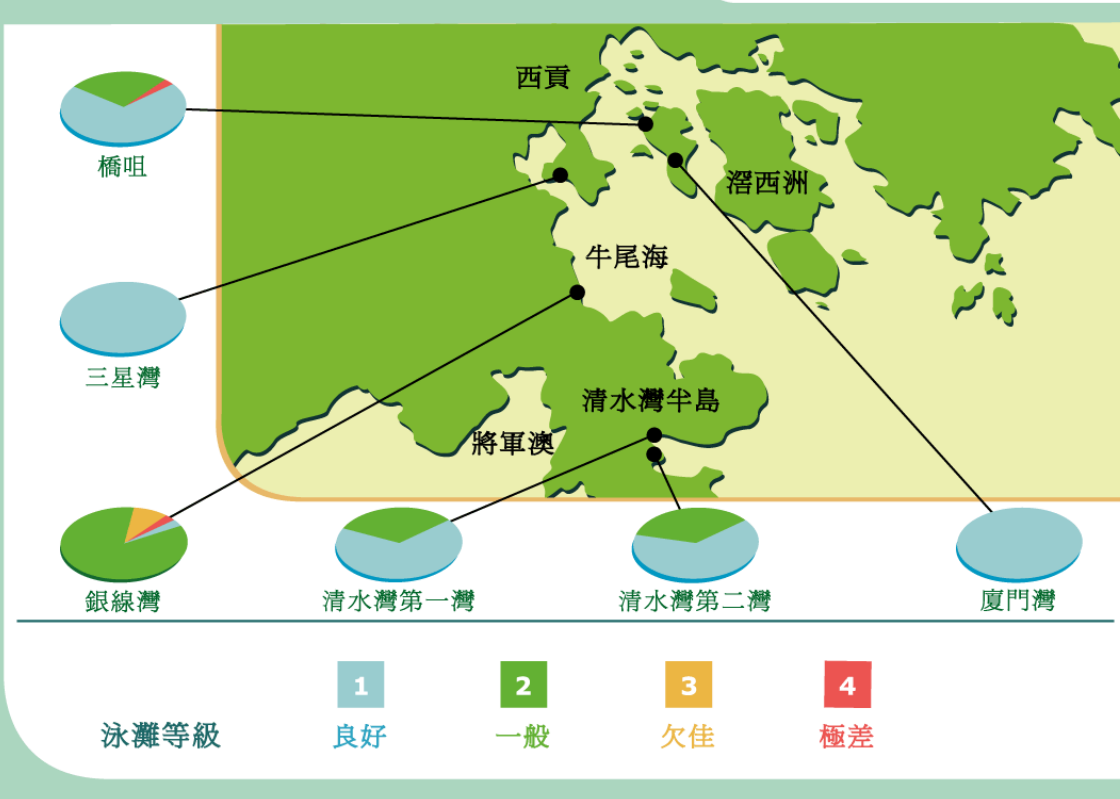 西貢
橋咀
滘西洲
牛尾海
三星灣
清水灣半島
將軍澳
銀線灣
清水灣第一灣
清水灣第二灣
廈門灣
泳灘等級
1
良好
2
一般
3
欠佳
4
極差